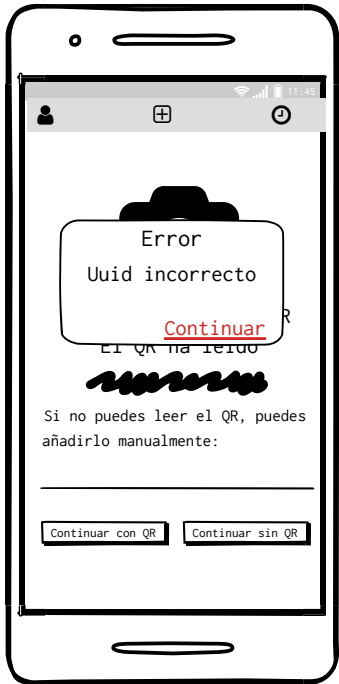 11:45
Error
Uuid incorrecto
R
Continuar
El QR ha leido
Si no puedes leer el QR, puedes
añadirlo manualmente:
Continuar con QR
Continuar sin QR